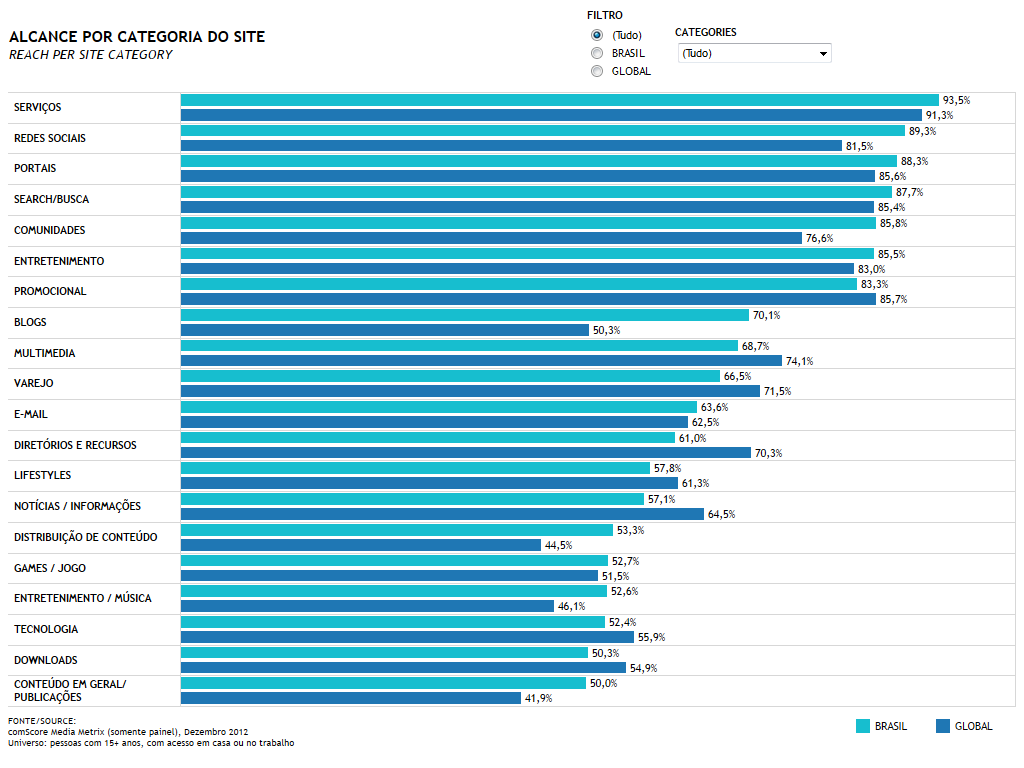 FILTRO
ALCANCE POR CATEGORIA DO SITE
REACH PER SITE CATEGORY
(Tudo)
BRASIL
GLOBAL
CATEGORIES
(Tudo)
SERVIÇOS
93,5%
91,3%
REDES SOCIAIS
89,3%
81,5%
PORTAIS
88,3%
85,6%
SEARCH/BUSCA
87,7%
85,4%
COMUNIDADES
85,8%
76,6%
ENTRETENIMENTO
85,5%
83,0%
PROMOCIONAL
83,3%
85,7%
BLOGS
70,1%
50,3%
MULTIMEDIA
68,7%
74,1%
VAREJO
66,5%
71,5%
E-MAIL
63,6%
62,5%
DIRETÓRIOS E RECURSOS
61,0%
70,3%
LIFESTYLES
57,8%
61,3%
NOTÍCIAS / INFORMAÇÕES
57,1%
64,5%
DISTRIBUIÇÃO DE CONTEÚDO
53,3%
44,5%
GAMES / JOGO
52,7%
51,5%
ENTRETENIMENTO / MÚSICA
52,6%
46,1%
TECNOLOGIA
52,4%
55,9%
DOWNLOADS
50,3%
54,9%
CONTEÚDO EM GERAL/
PUBLICAÇÕES
50,0%
41,9%
FONTE/SOURCE:
comScore Media Metrix (somente painel), Dezembro 2012
Universo: pessoas com 15+ anos, com acesso em casa ou no trabalho
BRASIL
GLOBAL